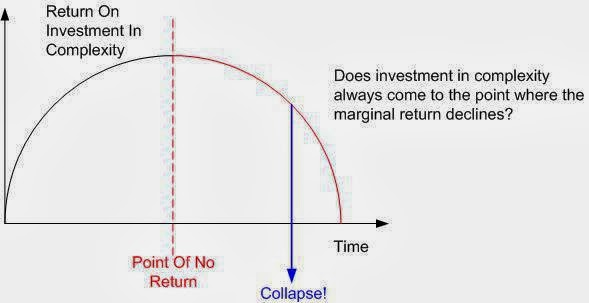 Return On
Investment In
Complexity
Does investment in complexity
always come to the point where the
marginal return declines?
Time
Point Of No
Return
Collapse!